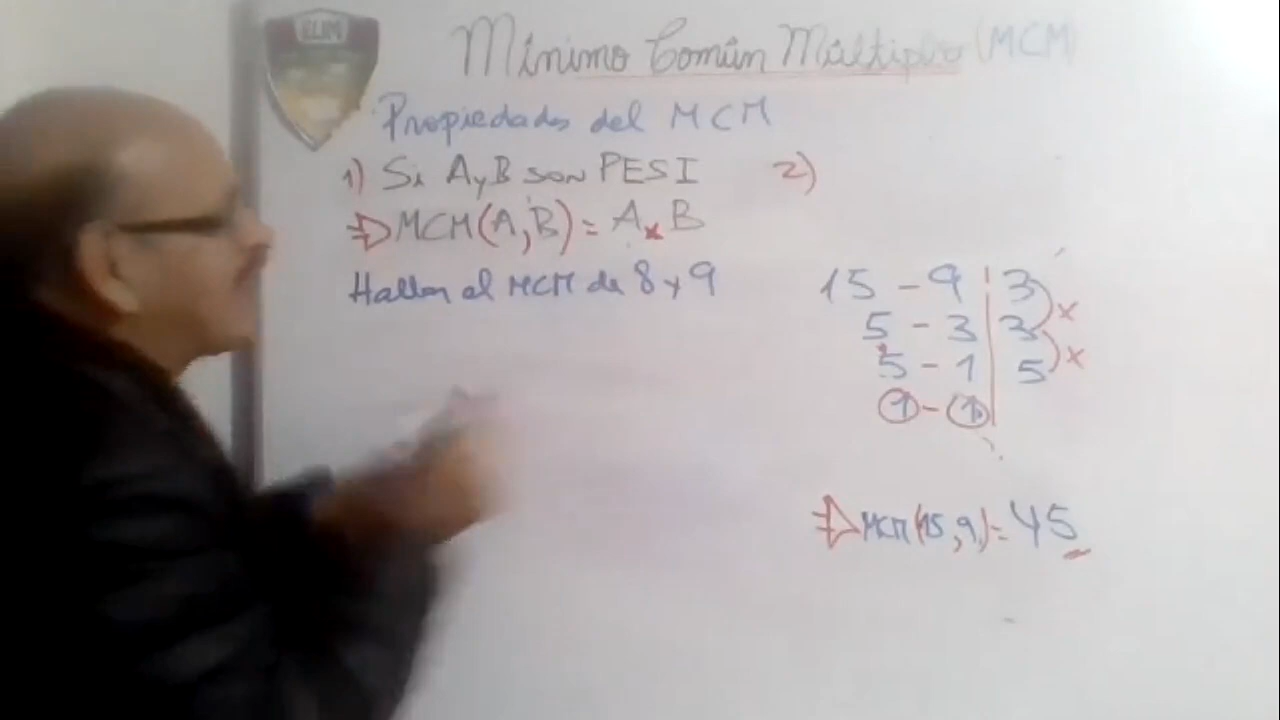 ELIM
Mínimo Común Múltiplo (MCM)
Propiedades del MCM
1) Si A y B son PESI
⇒ MCM(A,B) = A x B
Hallar el MCM de 8 y 9
2)
15 - 9 | 3
5 - 3 | 3 x
5 - 1 | 5 x
1 - 1
⇒ MCM(15,9) = 45